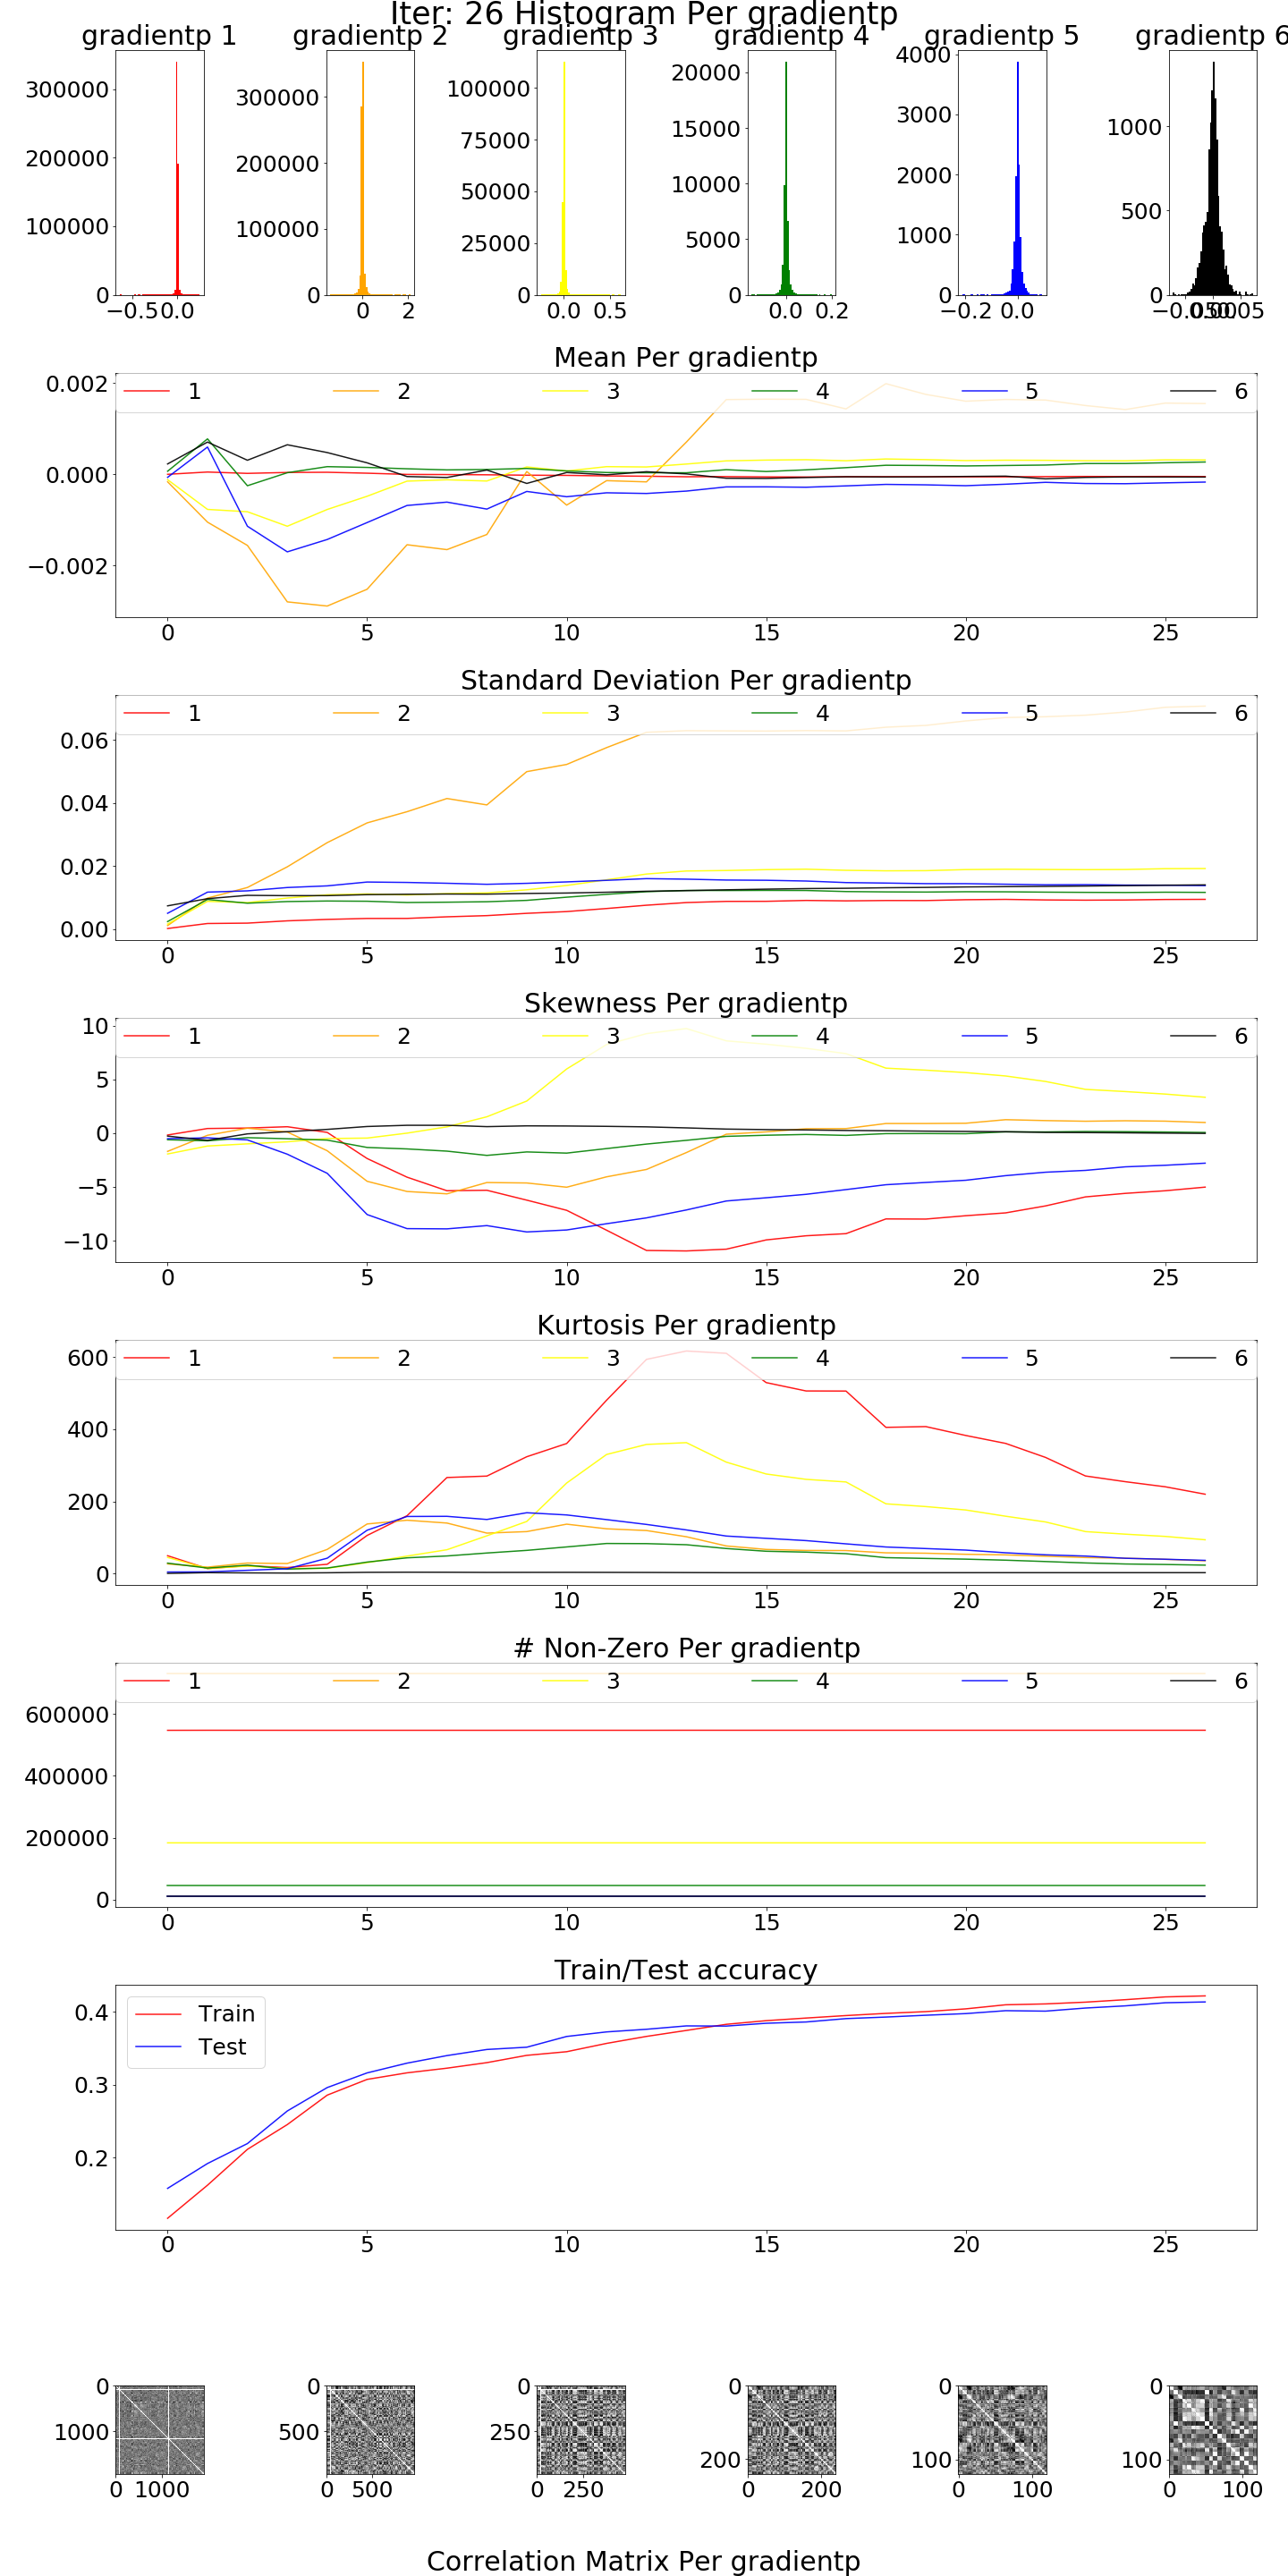 Iter: 26 Histogram Per gradientp
gradientp 1 gradientp 2 gradientp 3 gradientp 4 gradientp 5 gradientp 6
300000 200000 100000 0
−0.5 0.0
300000 200000 100000 0
0 2
100000 75000 50000 25000 0
0.0 0.5
20000 15000 10000 5000 0
0.0 0.2
4000 3000 2000 1000 0
−0.2 0.0
1000 500 0
−0.05 0.00 0.05
Mean Per gradientp
1 2 3 4 5 6
0.002
0.000
−0.002
0 5 10 15 20 25
Standard Deviation Per gradientp
1 2 3 4 5 6
0.06
0.04
0.02
0.00
0 5 10 15 20 25
Skewness Per gradientp
1 2 3 4 5 6
10
5
0
−5
−10
0 5 10 15 20 25
Kurtosis Per gradientp
1 2 3 4 5 6
600
400
200
0
0 5 10 15 20 25
# Non-Zero Per gradientp
1 2 3 4 5 6
600000
400000
200000
0
0 5 10 15 20 25
Train/Test accuracy
Train
Test
0.4
0.3
0.2
0 5 10 15 20 25
0 1000
0 1000
0 500
0 500
0 250
0 250
0 200
0 200
0 100
0 100
0 100
0 100
Correlation Matrix Per gradientp